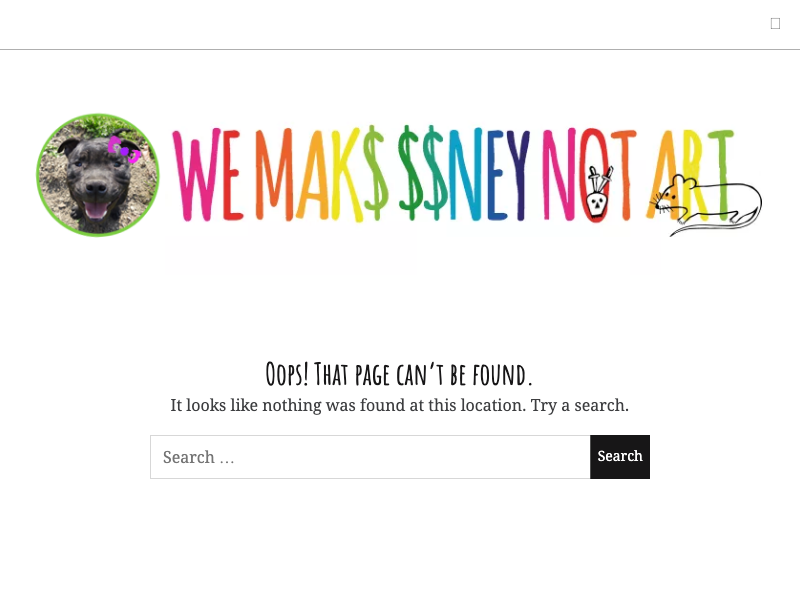 WE MAK$ $$NEY NOT ART
Oops! That page can’t be found.
It looks like nothing was found at this location. Try a search.
Search …
Search